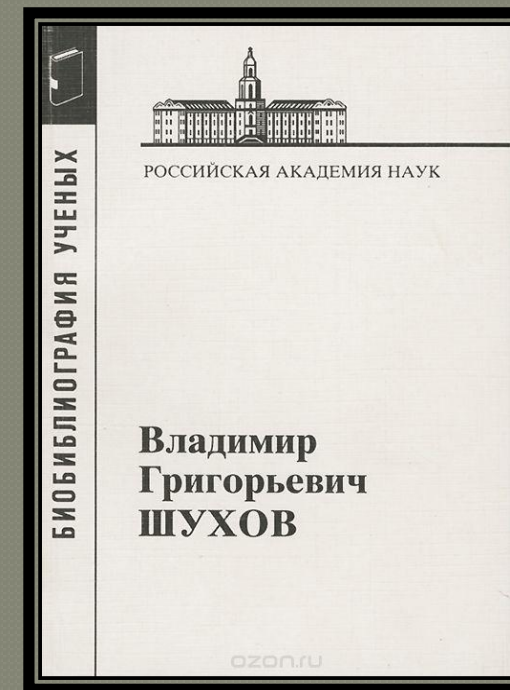 РОССИЙСКАЯ АКАДЕМИЯ НАУК
БИОБИБЛИОГРАФИЯ УЧЕНЫХ
Владимир
Григорьевич
ШУХОВ
ozon.ru